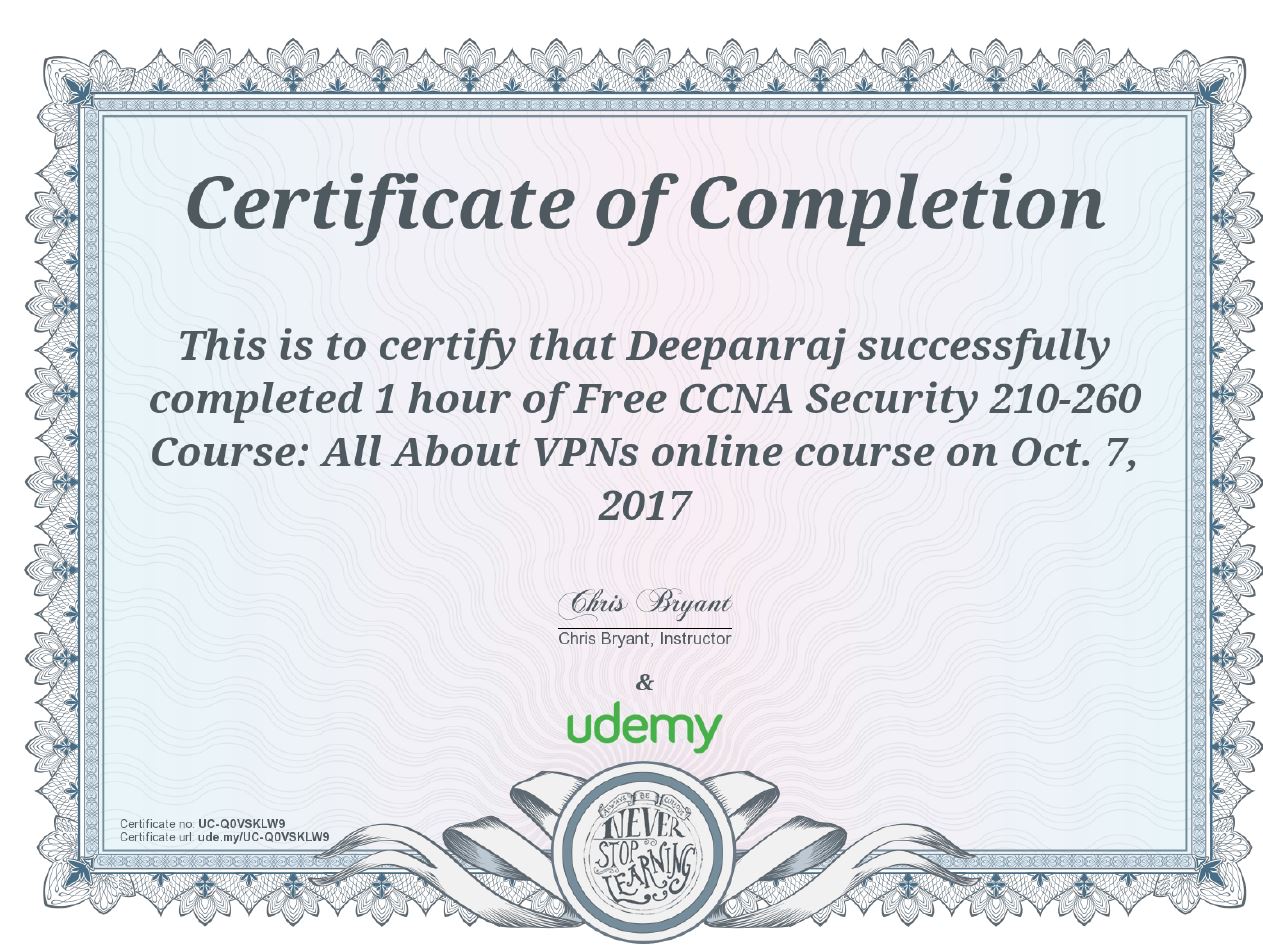 Certificate of Completion
This is to certify that Deepanraj successfully
completed 1 hour of Free CCNA Security 210-260
Course: All About VPNs online course on Oct. 7,
2017
Chris Bryant
Chris Bryant, Instructor
&
udemy
Certificate no: UC-Q0VSKLW9
Certificate url: ude.my/UC-Q0VSKLW9
ALWAYS BE CURIOUS
NEVER
STOP
LEARNING